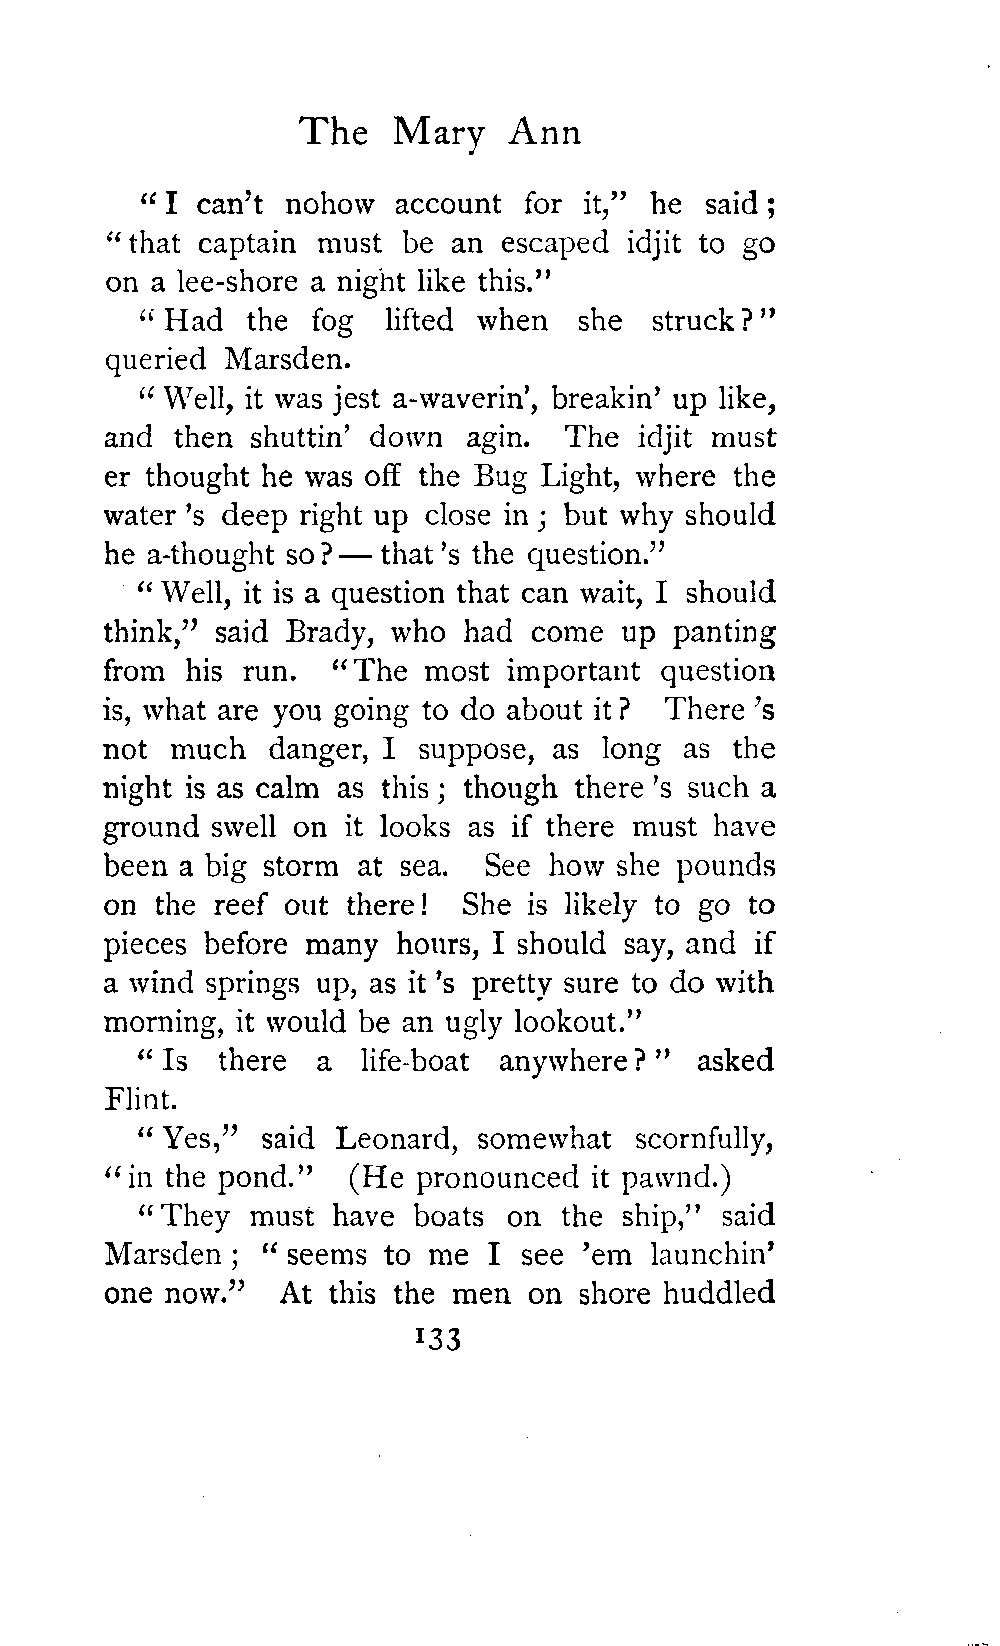 The Mary Ann
“I can't nohow account for it,” he said;
“that captain must be an escaped idjit to go
on a lee-shore a night like this.”
“Had the fog lifted when she struck?”
queried Marsden.
“Well, it was jest a-waverin', breakin' up like,
and then shuttin' down agin. The idjit must
er thought he was off the Bug Light, where the
water 's deep right up close in; but why should
he a-thought so?—that 's the question.”
“Well, it is a question that can wait, I should
think,” said Brady, who had come up panting
from his run. “The most important question
is, what are you going to do about it? There 's
not much danger, I suppose, as long as the
night is as calm as this; though there 's such a
ground swell on it looks as if there must have
been a big storm at sea. See how she pounds
on the reef out there! She is likely to go to
pieces before many hours, I should say, and if
a wind springs up, as it 's pretty sure to do with
morning, it would be an ugly lookout.”
“Is there a life-boat anywhere?” asked
Flint.
“Yes,” said Leonard, somewhat scornfully,
“in the pond.” (He pronounced it pawnd.)
“They must have boats on the ship,” said
Marsden; “seems to me I see 'em launchin'
one now.” At this the men on shore huddled
133